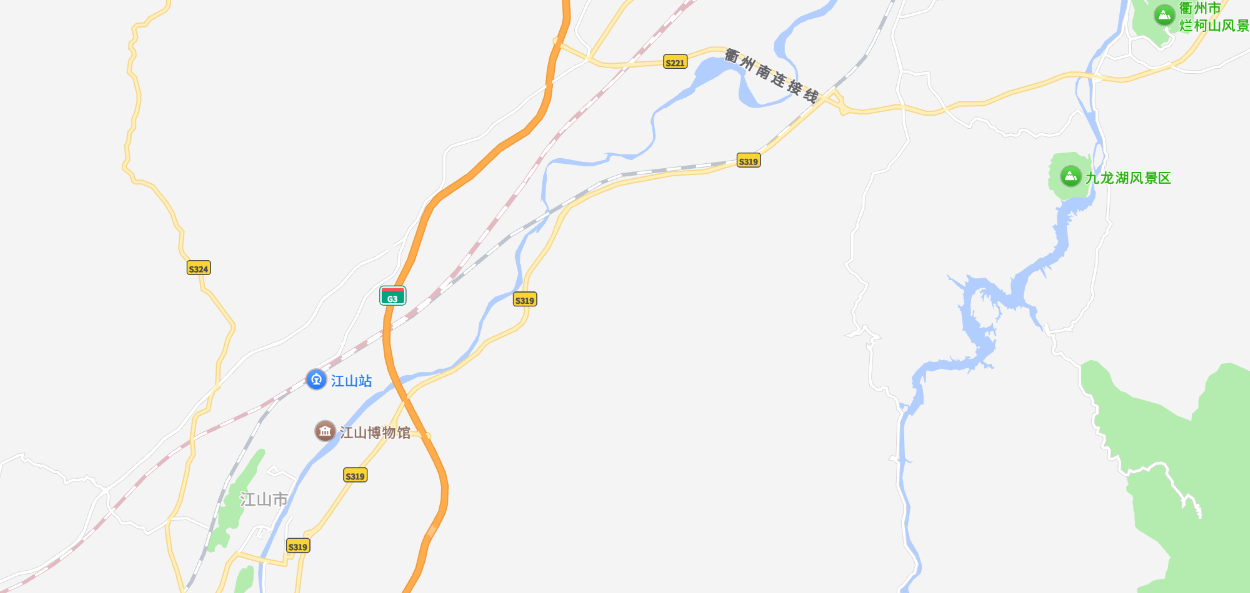 衢州市
烂柯山风景
S221
衢州南连接线
S319
九龙湖风景区
S324
G3
S319
江山站
江山博物馆
S319
江山市
S319